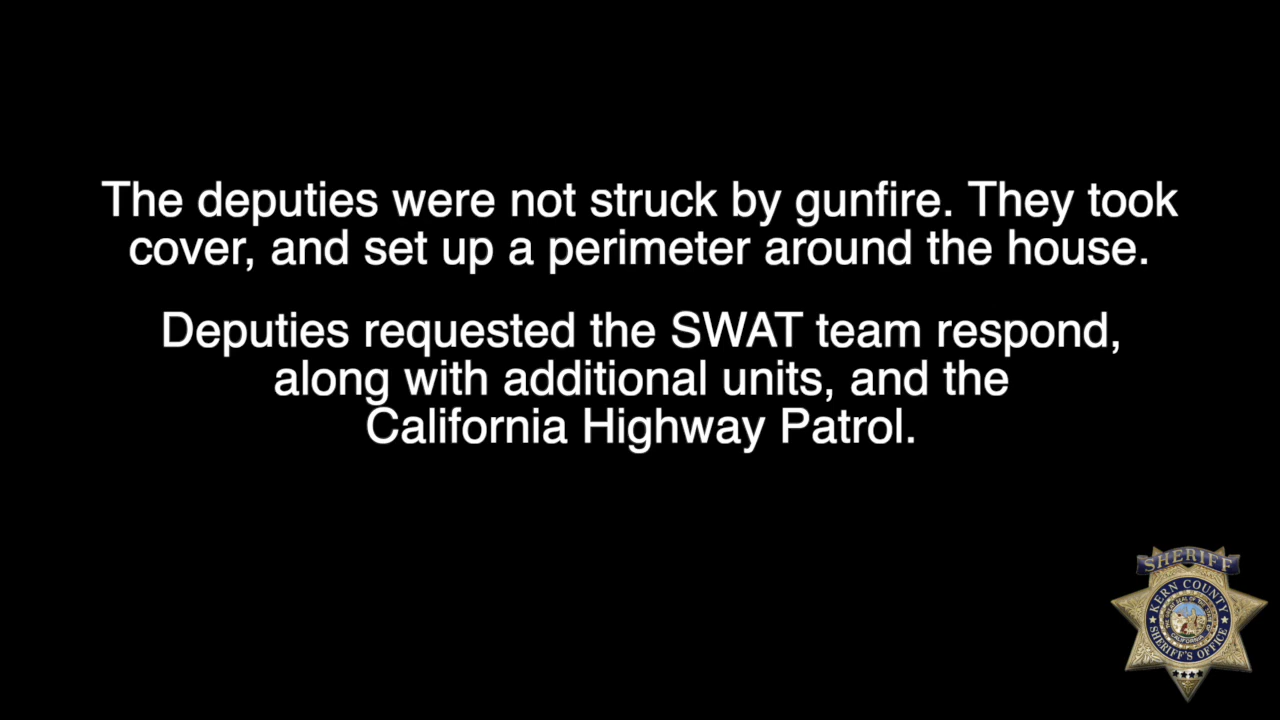 The deputies were not struck by gunfire. They took
cover, and set up a perimeter around the house.
Deputies requested the SWAT team respond,
along with additional units, and the
California Highway Patrol.
SHERIFF
KERN COUNTY
SHERIFF'S OFFICE
CALIFORNIA